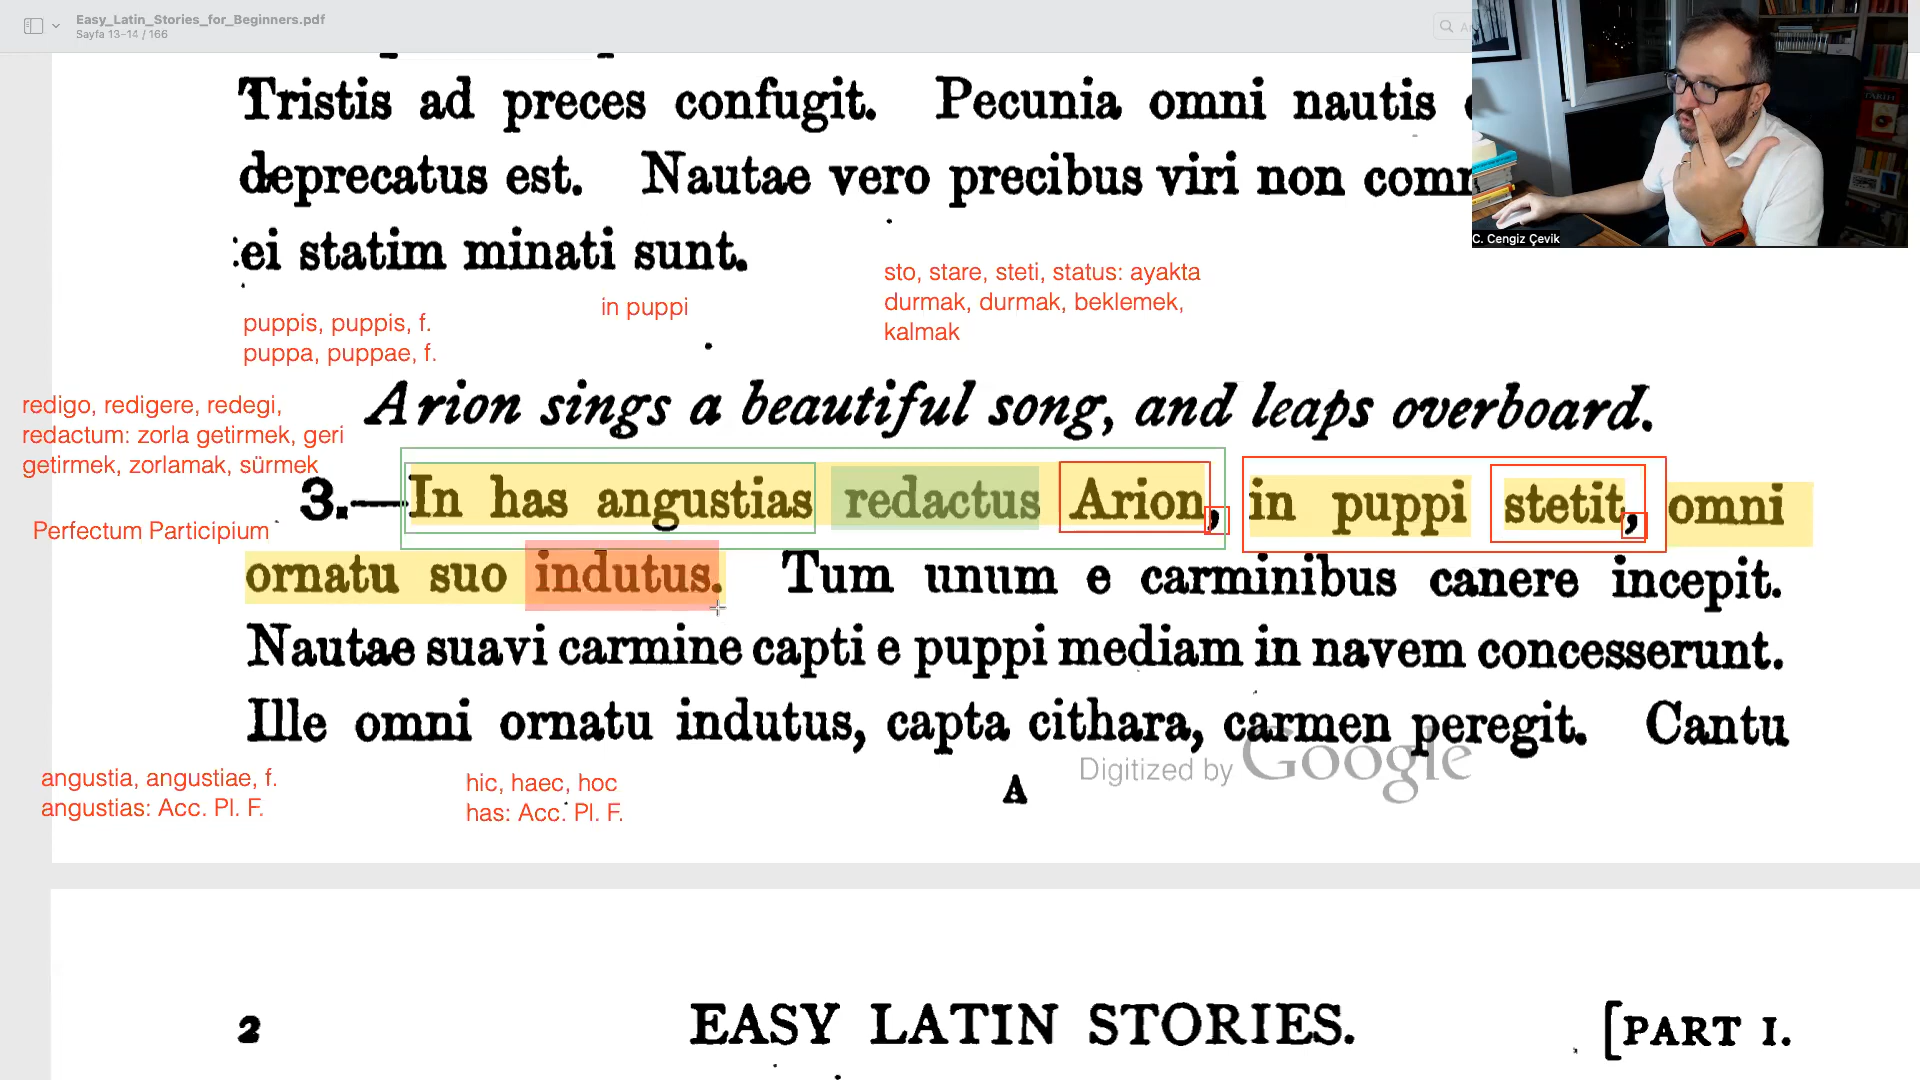 Easy_Latin_Stories_for_Beginners.pdf
Sayfa 13-14 / 166
Tristis ad preces confugit. Pecunia omni nautis
deprecatus est. Nautae vero precibus viri non
ei statim minati sunt.
C. Cengiz Çevik
sto, stare, steti, status: ayakta
durmak, durmak, beklemek,
kalmak
in puppi
puppis, puppis, f.
puppa, puppae, f.
redigo, redigere, redegi,
redactum: zorla getirmek, geri
getirmek, zorlamak, sürmek
Perfectum Participium
Arion sings a beautiful song, and leaps overboard.
3.—In has angustias redactus Arion, in puppi stetit, omni
ornatu suo indutus. Tum unum e carminibus canere incepit.
Nautae suavi carmine capti e puppi mediam in navem concesserunt.
Ille omni ornatu indutus, capta cithara, carmen peregit. Cantu
angustia, angustiae, f.
angustias: Acc. Pl. F.
hic, haec, hoc
has: Acc. Pl. F.
A
Digitized by Google
2 EASY LATIN STORIES. [PART I.